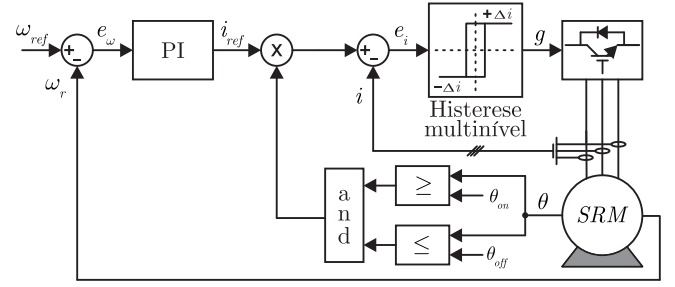 ω_ref
+
-
e_ω
PI
i_ref
x
+
-
e_i
+Δi
-Δi
g
ω_r
i
Histerese
multinível
a
n
d
≥
≤
θ_on
θ_off
θ
SRM